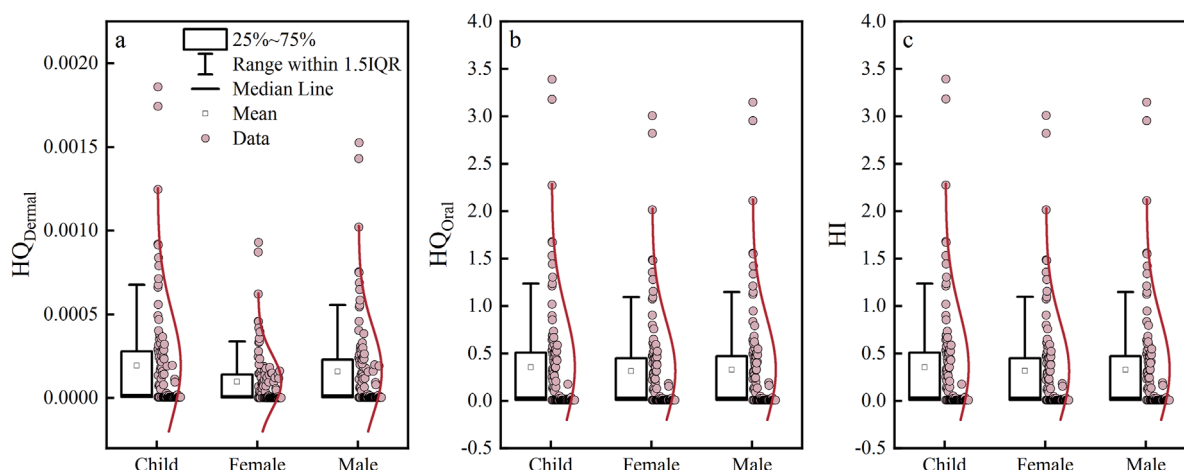 a
25%~75%
Range within 1.5IQR
Median Line
Mean
Data
HQDermal
0.0020
0.0015
0.0010
0.0005
0.0000
Child Female Male
b
HQOral
4.0
3.5
3.0
2.5
2.0
1.5
1.0
0.5
0.0
-0.5
Child Female Male
c
HI
4.0
3.5
3.0
2.5
2.0
1.5
1.0
0.5
0.0
-0.5
Child Female Male